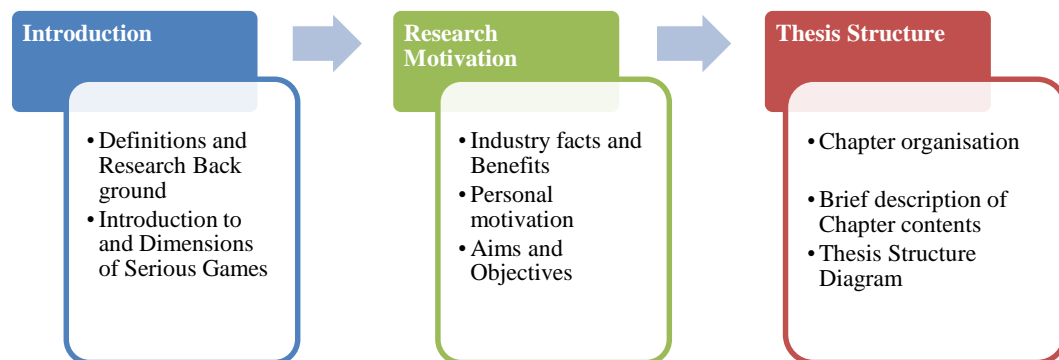 Introduction
• Definitions and
Research Back
ground
• Introduction to
and Dimensions
of Serious Games
Research
Motivation
• Industry facts and
Benefits
• Personal
motivation
• Aims and
Objectives
Thesis Structure
• Chapter organisation
• Brief description of
Chapter contents
• Thesis Structure
Diagram